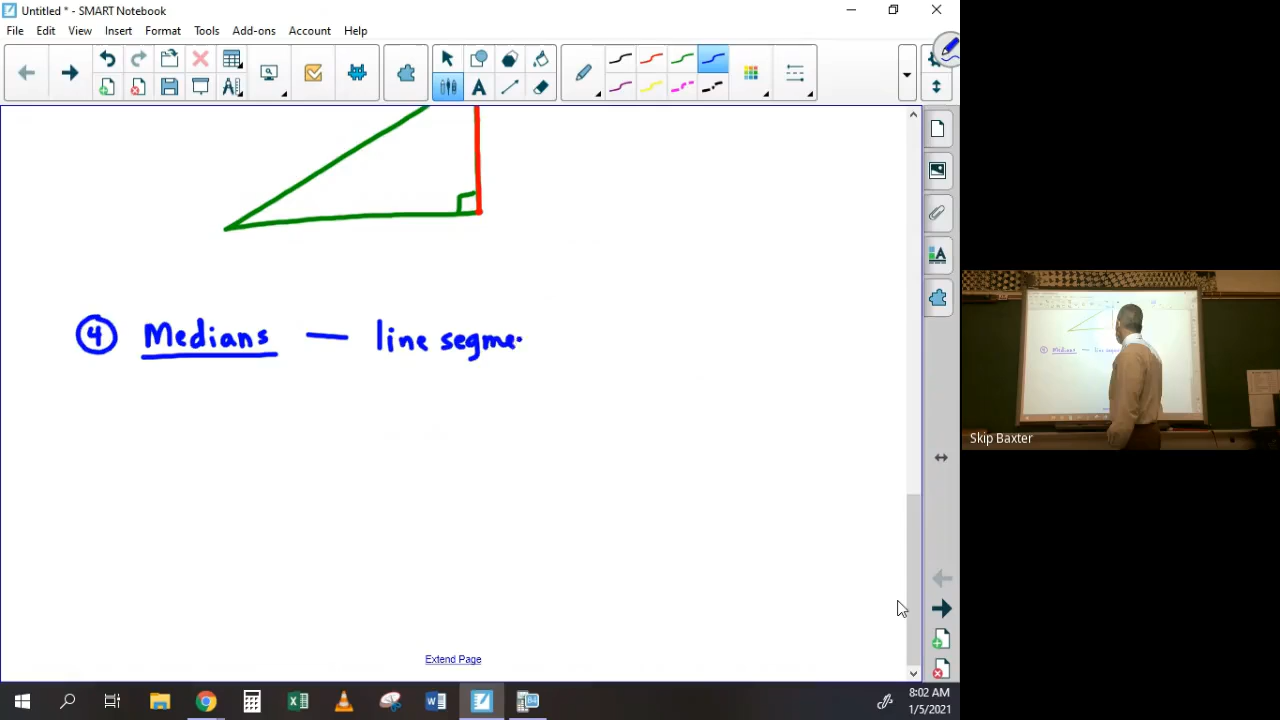 Untitled * - SMART Notebook
File Edit View Insert Format Tools Add-ons Account Help
④ Medians — line segme
Extend Page
Skip Baxter
8:02 AM
1/5/2021